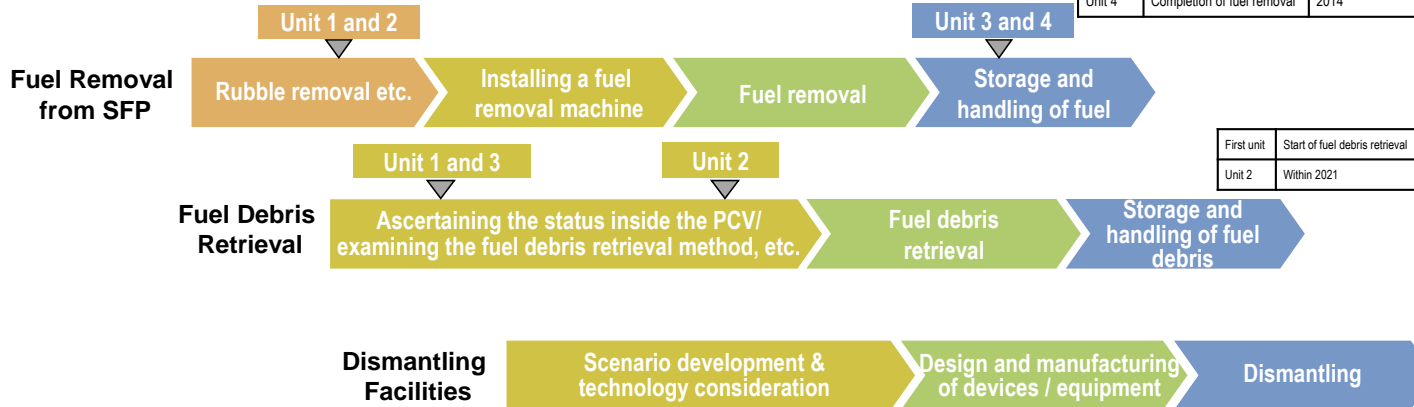 Unit 4 Completion of fuel removal 2014
Unit 1 and 2
Unit 3 and 4
Fuel Removal
from SFP
Rubble removal etc.
Installing a fuel
removal machine
Fuel removal
Storage and
handling of fuel
First unit Start of fuel debris retrieval
Unit 2 Within 2021
Unit 1 and 3
Unit 2
Fuel Debris
Retrieval
Ascertaining the status inside the PCV/
examining the fuel debris retrieval method, etc.
Fuel debris
retrieval
Storage and
handling of fuel
debris
Dismantling
Facilities
Scenario development &
technology consideration
Design and manufacturing
of devices / equipment
Dismantling